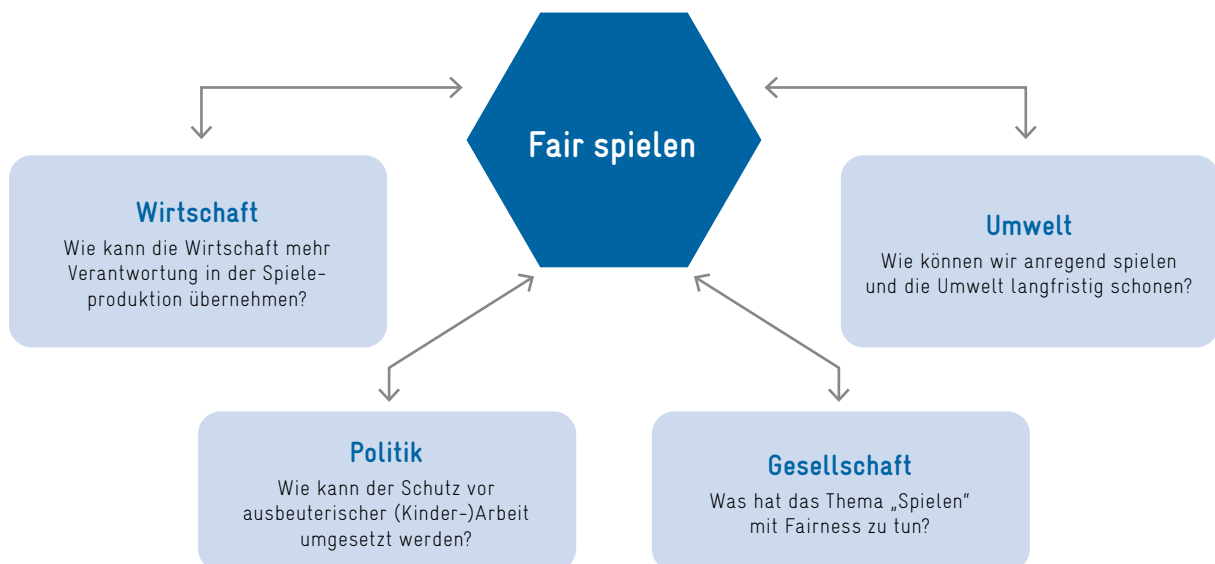 Fair spielen
Wirtschaft
Wie kann die Wirtschaft mehr
Verantwortung in der Spiele-
produktion übernehmen?
Umwelt
Wie können wir anregend spielen
und die Umwelt langfristig schonen?
Politik
Wie kann der Schutz vor
ausbeuterischer (Kinder-)Arbeit
umgesetzt werden?
Gesellschaft
Was hat das Thema „Spielen“
mit Fairness zu tun?